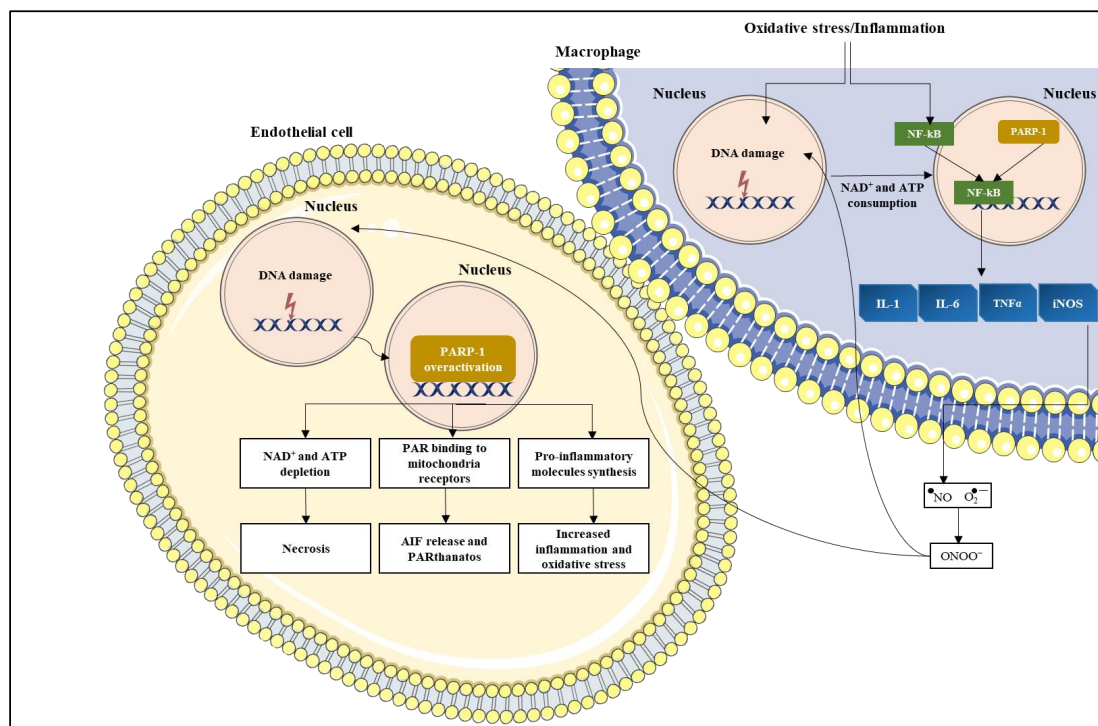 Oxidative stress/Inflammation
Macrophage
Nucleus
Nucleus
NF-kB
PARP-1
DNA damage
NAD⁺ and ATP
consumption
NF-kB
IL-1
IL-6
TNFα
iNOS
•NO
O₂•−
ONOO⁻
Endothelial cell
Nucleus
DNA damage
Nucleus
PARP-1
overactivation
NAD⁺ and ATP
depletion
PAR binding to
mitochondria
receptors
Pro-inflammatory
molecules synthesis
Necrosis
AIF release and
PARthanatos
Increased
inflammation and
oxidative stress